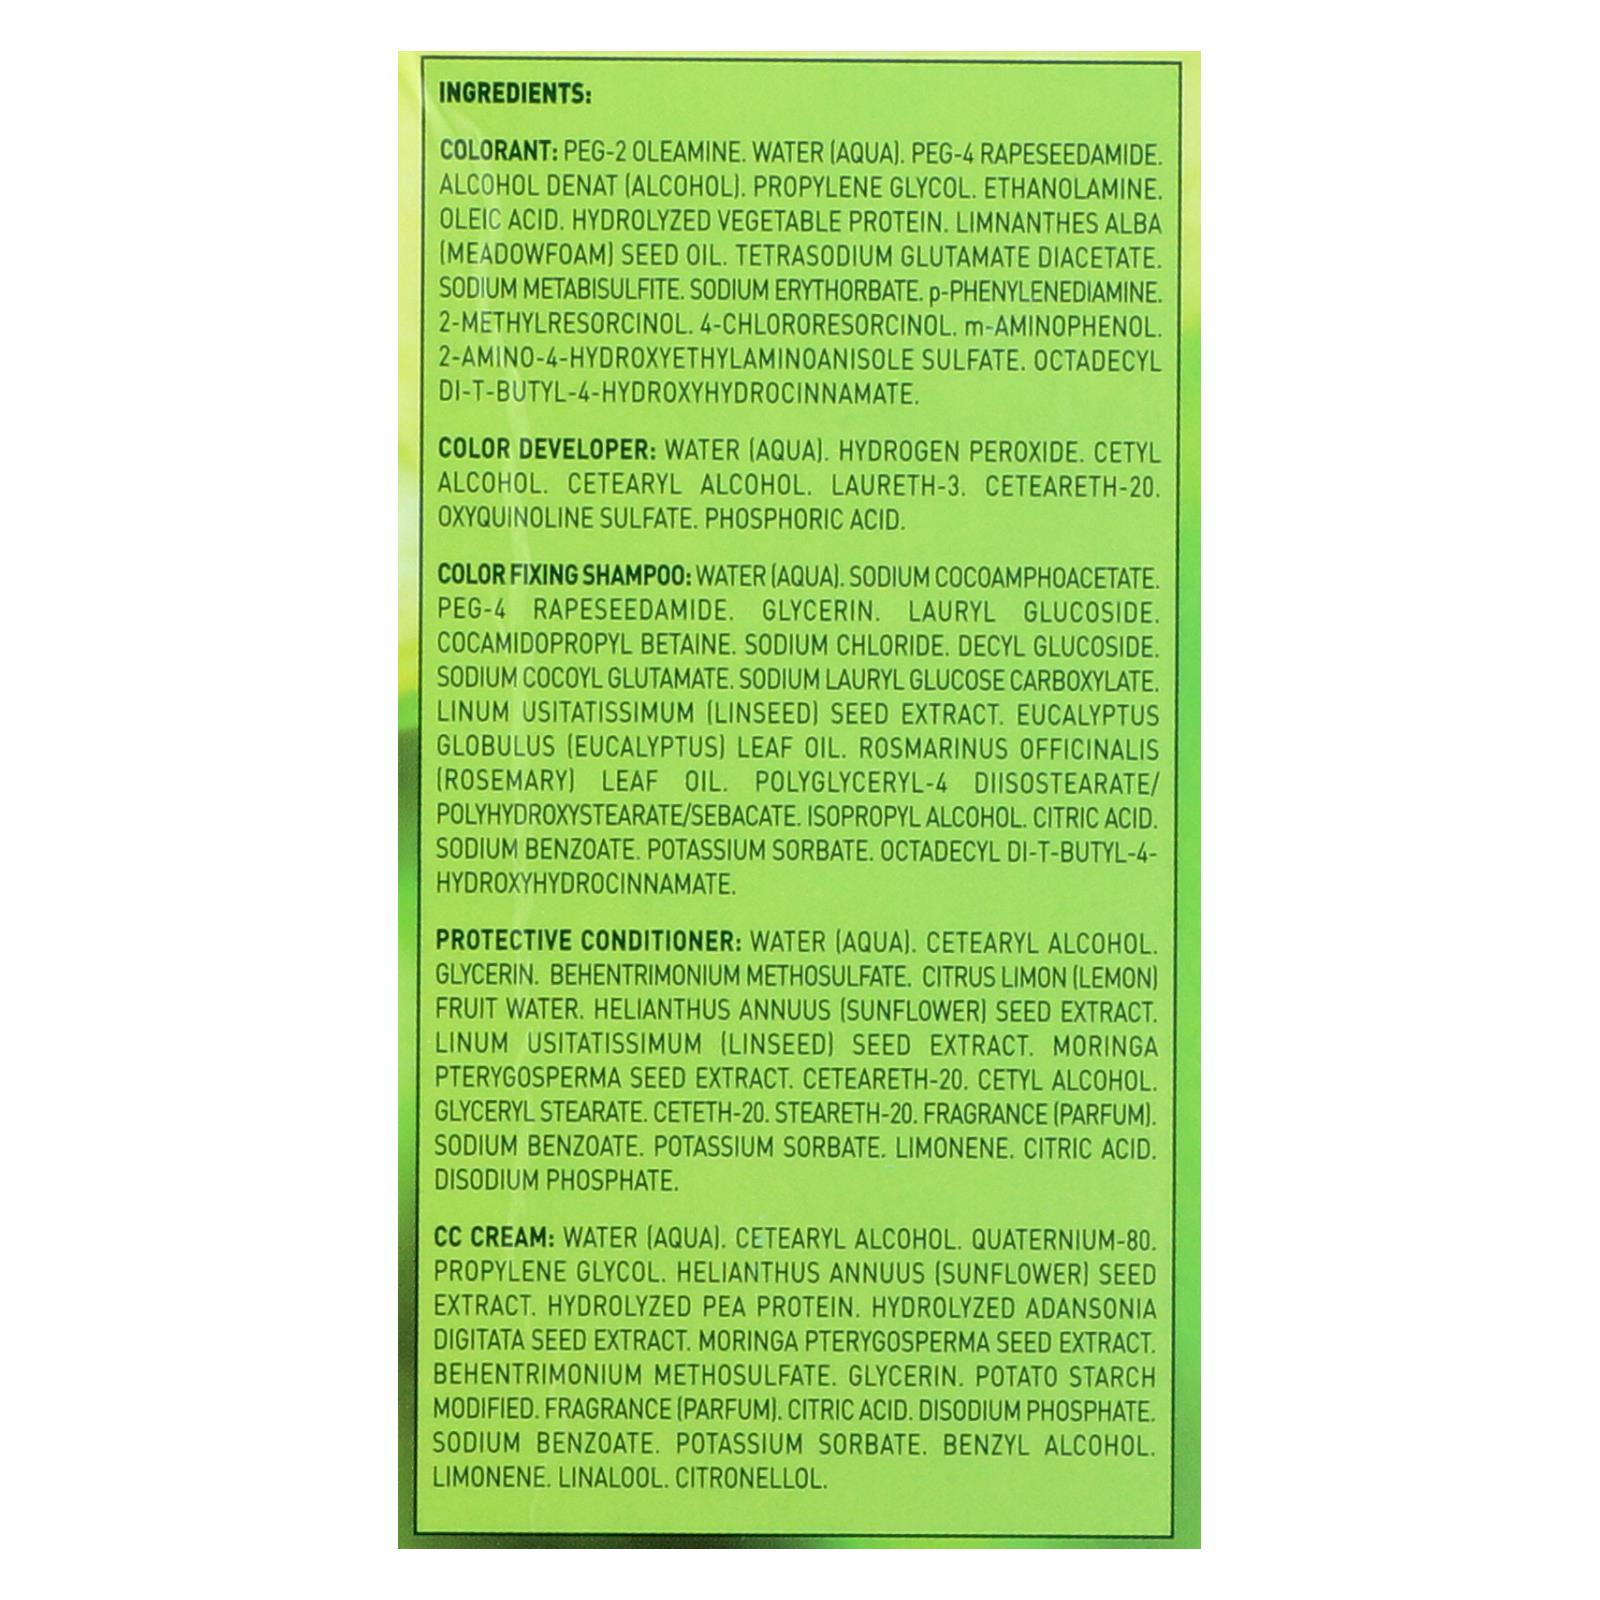 INGREDIENTS:
COLORANT: PEG-2 OLEAMINE. WATER (AQUA). PEG-4 RAPESEEDAMIDE.
ALCOHOL DENAT (ALCOHOL). PROPYLENE GLYCOL. ETHANOLAMINE.
OLEIC ACID. HYDROLYZED VEGETABLE PROTEIN. LIMNANTHES ALBA
(MEADOWFOAM) SEED OIL. TETRASODIUM GLUTAMATE DIACETATE.
SODIUM METABISULFITE. SODIUM ERYTHORBATE. p-PHENYLENEDIAMINE.
2-METHYLRESORCINOL. 4-CHLORORESORCINOL. m-AMINOPHENOL.
2-AMINO-4-HYDROXYETHYLAMINOANISOLE SULFATE. OCTADECYL
DI-T-BUTYL-4-HYDROXYHYDROCINNAMATE.
COLOR DEVELOPER: WATER (AQUA). HYDROGEN PEROXIDE. CETYL
ALCOHOL. CETEARYL ALCOHOL. LAURETH-3. CETEARETH-20.
OXYQUINOLINE SULFATE. PHOSPHORIC ACID.
COLOR FIXING SHAMPOO: WATER (AQUA). SODIUM COCOAMPHOACETATE.
PEG-4 RAPESEEDAMIDE. GLYCERIN. LAURYL GLUCOSIDE.
COCAMIDOPROPYL BETAINE. SODIUM CHLORIDE. DECYL GLUCOSIDE.
SODIUM COCOYL GLUTAMATE. SODIUM LAURYL GLUCOSE CARBOXYLATE.
LINUM USITATISSIMUM (LINSEED) SEED EXTRACT. EUCALYPTUS
GLOBULUS (EUCALYPTUS) LEAF OIL. ROSMARINUS OFFICINALIS
(ROSEMARY) LEAF OIL. POLYGLYCERYL-4 DIISOSTEARATE/
POLYHYDROXYSTEARATE/SEBACATE. ISOPROPYL ALCOHOL. CITRIC ACID.
SODIUM BENZOATE. POTASSIUM SORBATE. OCTADECYL DI-T-BUTYL-4-
HYDROXYHYDROCINNAMATE.
PROTECTIVE CONDITIONER: WATER (AQUA). CETEARYL ALCOHOL.
GLYCERIN. BEHENTRIMONIUM METHOSULFATE. CITRUS LIMON (LEMON)
FRUIT WATER. HELIANTHUS ANNUUS (SUNFLOWER) SEED EXTRACT.
LINUM USITATISSIMUM (LINSEED) SEED EXTRACT. MORINGA
PTERYGOSPERMA SEED EXTRACT. CETEARETH-20. CETYL ALCOHOL.
GLYCERYL STEARATE. CETETH-20. STEARETH-20. FRAGRANCE (PARFUM).
SODIUM BENZOATE. POTASSIUM SORBATE. LIMONENE. CITRIC ACID.
DISODIUM PHOSPHATE.
CC CREAM: WATER (AQUA). CETEARYL ALCOHOL. QUATERNIUM-80.
PROPYLENE GLYCOL. HELIANTHUS ANNUUS (SUNFLOWER) SEED
EXTRACT. HYDROLYZED PEA PROTEIN. HYDROLYZED ADANSONIA
DIGITATA SEED EXTRACT. MORINGA PTERYGOSPERMA SEED EXTRACT.
BEHENTRIMONIUM METHOSULFATE. GLYCERIN. POTATO STARCH
MODIFIED. FRAGRANCE (PARFUM). CITRIC ACID. DISODIUM PHOSPHATE.
SODIUM BENZOATE. POTASSIUM SORBATE. BENZYL ALCOHOL.
LIMONENE. LINALOOL. CITRONELLOL.